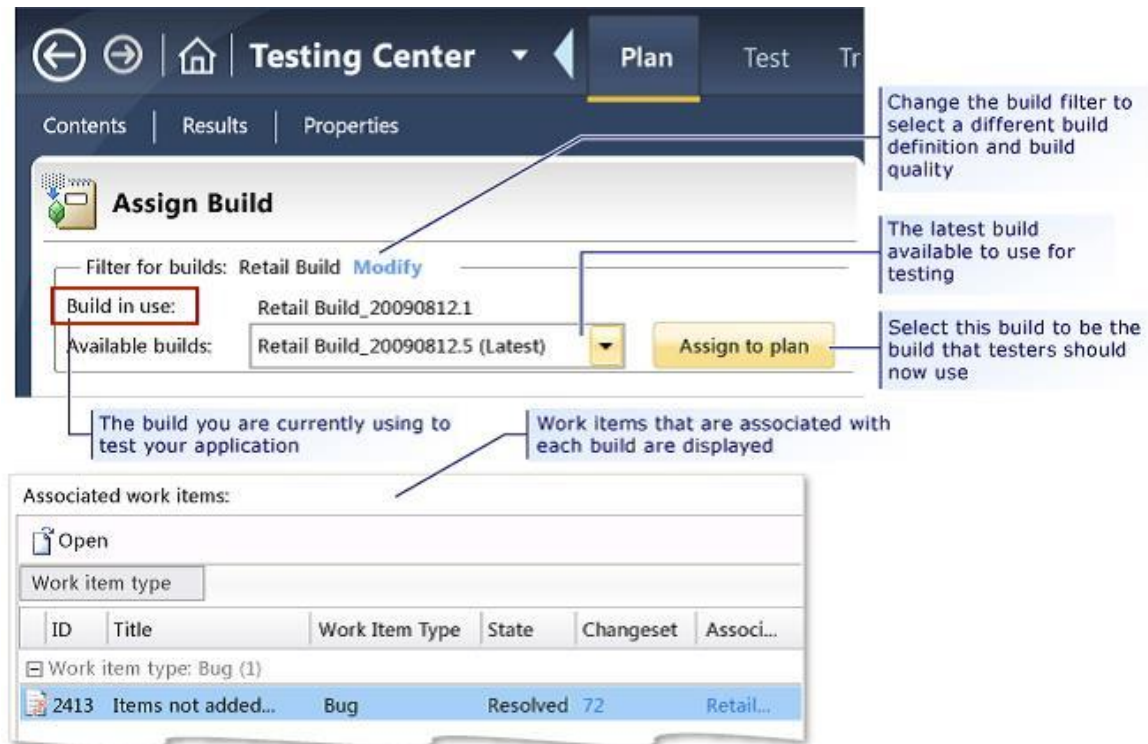 Testing Center
Plan
Test
Tr
Contents
Results
Properties
Change the build filter to
select a different build
definition and build
quality
Assign Build
The latest build
available to use for
testing
Filter for builds: Retail Build Modify
Build in use: Retail Build_20090812.1
Available builds: Retail Build_20090812.5 (Latest)
Assign to plan
Select this build to be the
build that testers should
now use
The build you are currently using to
test your application
Work items that are associated with
each build are displayed
Associated work items:
Open
Work item type
ID Title Work Item Type State Changeset Associ...
Work item type: Bug (1)
2413 Items not added... Bug Resolved 72 Retail...